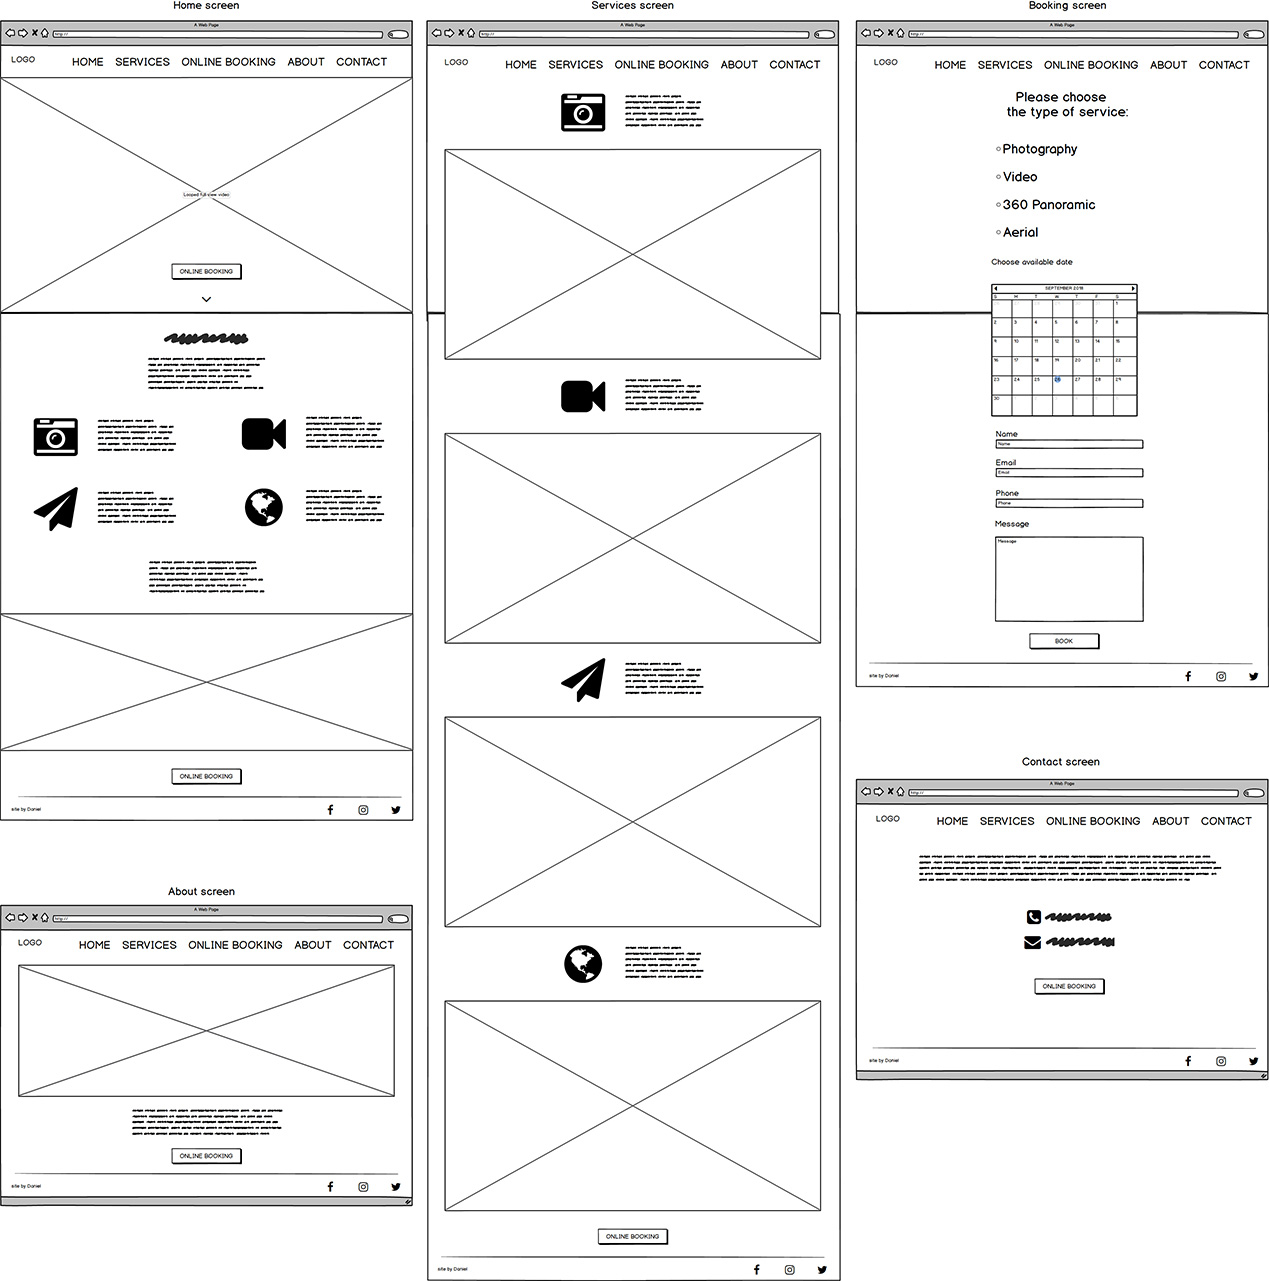 Home screen
A Web Page
http://
LOGO HOME SERVICES ONLINE BOOKING ABOUT CONTACT
Looped full-view video
ONLINE BOOKING
ONLINE BOOKING
site by Daniel
About screen
A Web Page
http://
LOGO HOME SERVICES ONLINE BOOKING ABOUT CONTACT
ONLINE BOOKING
site by Daniel
Services screen
A Web Page
http://
LOGO HOME SERVICES ONLINE BOOKING ABOUT CONTACT
ONLINE BOOKING
site by Daniel
Booking screen
A Web Page
http://
LOGO HOME SERVICES ONLINE BOOKING ABOUT CONTACT
Please choose
the type of service:
Photography
Video
360 Panoramic
Aerial
Choose available date
SEPTEMBER 2018
S M T W T F S
1
2 3 4 5 6 7 8
9 10 11 12 13 14 15
16 17 18 19 20 21 22
23 24 25 26 27 28 29
30
Name
Name
Email
Email
Phone
Phone
Message
Message
BOOK
site by Daniel
Contact screen
A Web Page
http://
LOGO HOME SERVICES ONLINE BOOKING ABOUT CONTACT
ONLINE BOOKING
site by Daniel